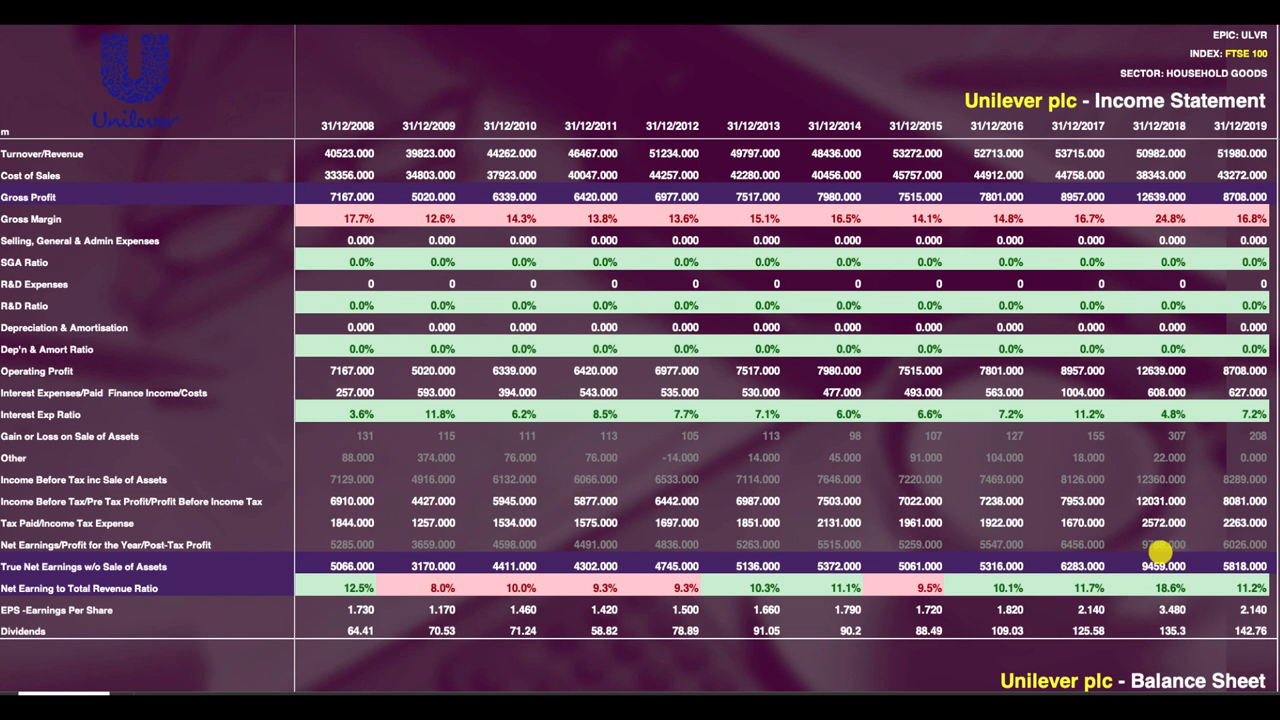 Unilever
EPIC: ULVR
INDEX: FTSE 100
SECTOR: HOUSEHOLD GOODS
Unilever plc - Income Statement
m 31/12/2008 31/12/2009 31/12/2010 31/12/2011 31/12/2012 31/12/2013 31/12/2014 31/12/2015 31/12/2016 31/12/2017 31/12/2018 31/12/2019
Turnover/Revenue 40523.000 39823.000 44262.000 46467.000 51234.000 49797.000 48436.000 53272.000 52713.000 53715.000 50982.000 51980.000
Cost of Sales 33356.000 34803.000 37923.000 40047.000 44257.000 42280.000 40456.000 45757.000 44912.000 44758.000 38343.000 43272.000
Gross Profit 7167.000 5020.000 6339.000 6420.000 6977.000 7517.000 7980.000 7515.000 7801.000 8957.000 12639.000 8708.000
Gross Margin 17.7% 12.6% 14.3% 13.8% 13.6% 15.1% 16.5% 14.1% 14.8% 16.7% 24.8% 16.8%
Selling, General & Admin Expenses 0.000 0.000 0.000 0.000 0.000 0.000 0.000 0.000 0.000 0.000 0.000 0.000
SGA Ratio 0.0% 0.0% 0.0% 0.0% 0.0% 0.0% 0.0% 0.0% 0.0% 0.0% 0.0% 0.0%
R&D Expenses 0 0 0 0 0 0 0 0 0 0 0 0
R&D Ratio 0.0% 0.0% 0.0% 0.0% 0.0% 0.0% 0.0% 0.0% 0.0% 0.0% 0.0% 0.0%
Depreciation & Amortisation 0.000 0.000 0.000 0.000 0.000 0.000 0.000 0.000 0.000 0.000 0.000 0.000
Dep'n & Amort Ratio 0.0% 0.0% 0.0% 0.0% 0.0% 0.0% 0.0% 0.0% 0.0% 0.0% 0.0% 0.0%
Operating Profit 7167.000 5020.000 6339.000 6420.000 6977.000 7517.000 7980.000 7515.000 7801.000 8957.000 12639.000 8708.000
Interest Expenses/Paid Finance Income/Costs 257.000 593.000 394.000 543.000 535.000 530.000 477.000 493.000 563.000 1004.000 608.000 627.000
Interest Exp Ratio 3.6% 11.8% 6.2% 8.5% 7.7% 7.1% 6.0% 6.6% 7.2% 11.2% 4.8% 7.2%
Gain or Loss on Sale of Assets 131 115 111 113 105 113 98 107 127 155 307 208
Other 88.000 374.000 76.000 76.000 -14.000 14.000 45.000 91.000 104.000 18.000 22.000 0.000
Income Before Tax inc Sale of Assets 7129.000 4916.000 6132.000 6066.000 6533.000 7114.000 7646.000 7220.000 7469.000 8126.000 12360.000 8289.000
Income Before Tax/Pre Tax Profit/Profit Before Income Tax 6910.000 4427.000 5945.000 5877.000 6442.000 6987.000 7503.000 7022.000 7238.000 7953.000 12031.000 8081.000
Tax Paid/Income Tax Expense 1844.000 1257.000 1534.000 1575.000 1697.000 1851.000 2131.000 1961.000 1922.000 1670.000 2572.000 2263.000
Net Earnings/Profit for the Year/Post-Tax Profit 5285.000 3659.000 4598.000 4491.000 4836.000 5263.000 5515.000 5259.000 5547.000 6456.000 6026.000
True Net Earnings w/o Sale of Assets 5066.000 3170.000 4411.000 4302.000 4745.000 5136.000 5372.000 5061.000 5316.000 6283.000 9459.000 5818.000
Net Earning to Total Revenue Ratio 12.5% 8.0% 10.0% 9.3% 9.3% 10.3% 11.1% 9.5% 10.1% 11.7% 18.6% 11.2%
EPS -Earnings Per Share 1.730 1.170 1.460 1.420 1.500 1.660 1.790 1.720 1.820 2.140 3.480 2.140
Dividends 64.41 70.53 71.24 58.82 78.89 91.05 90.2 88.49 109.03 125.58 135.3 142.76
Unilever plc - Balance Sheet